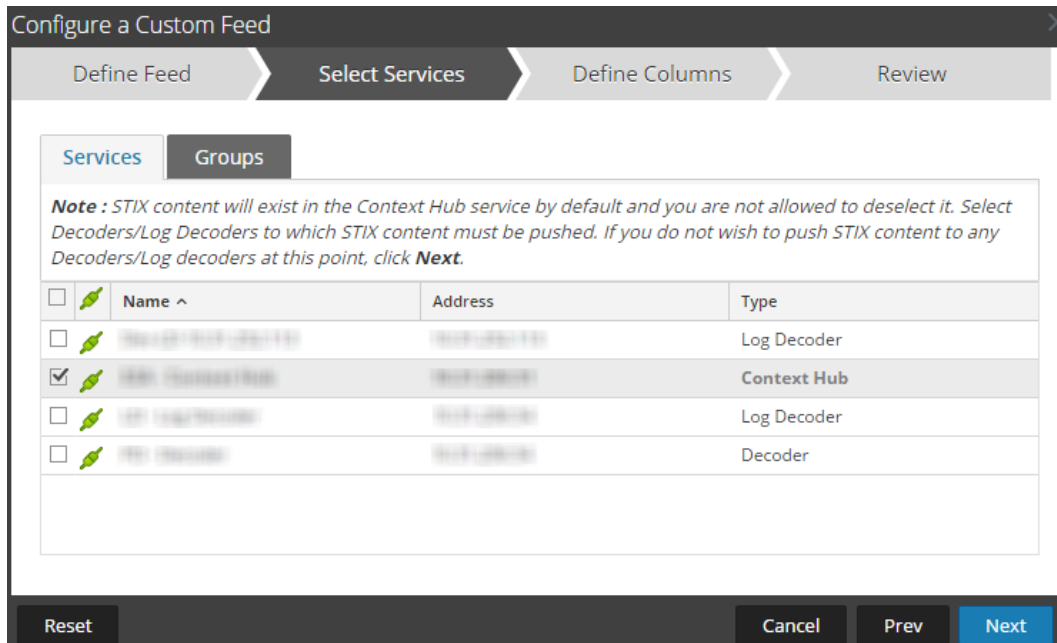 Configure a Custom Feed
Define Feed Select Services Define Columns Review
Services Groups
Note : STIX content will exist in the Context Hub service by default and you are not allowed to deselect it. Select
Decoders/Log Decoders to which STIX content must be pushed. If you do not wish to push STIX content to any
Decoders/Log decoders at this point, click Next.
Name Address Type
Log Decoder
Context Hub
Log Decoder
Decoder
Reset Cancel Prev Next